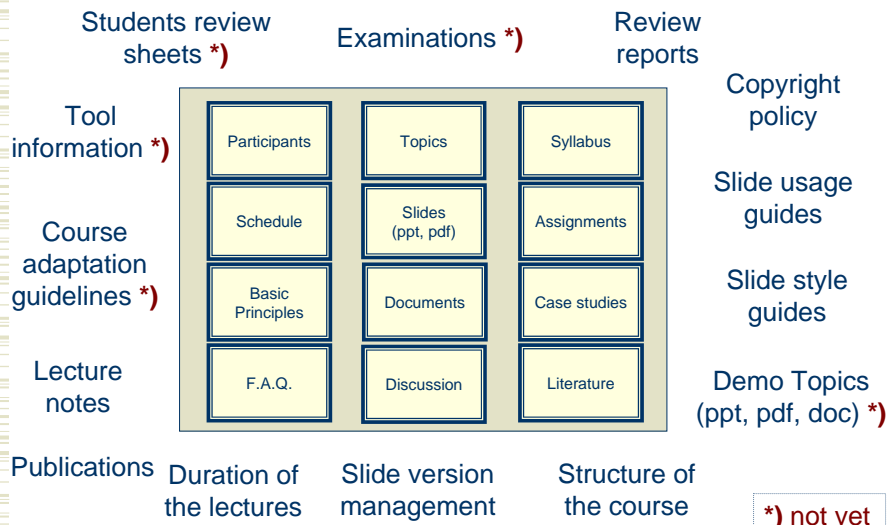 Students review
sheets *)
Examinations *)
Review
reports
Copyright
policy
Tool
information *)
Participants
Topics
Syllabus
Slide usage
guides
Schedule
Slides
(ppt, pdf)
Assignments
Course
adaptation
guidelines *)
Slide style
guides
Basic
Principles
Documents
Case studies
Lecture
notes
F.A.Q.
Discussion
Literature
Demo Topics
(ppt, pdf, doc) *)
Publications
Duration of
the lectures
Slide version
management
Structure of
the course
*) not yet